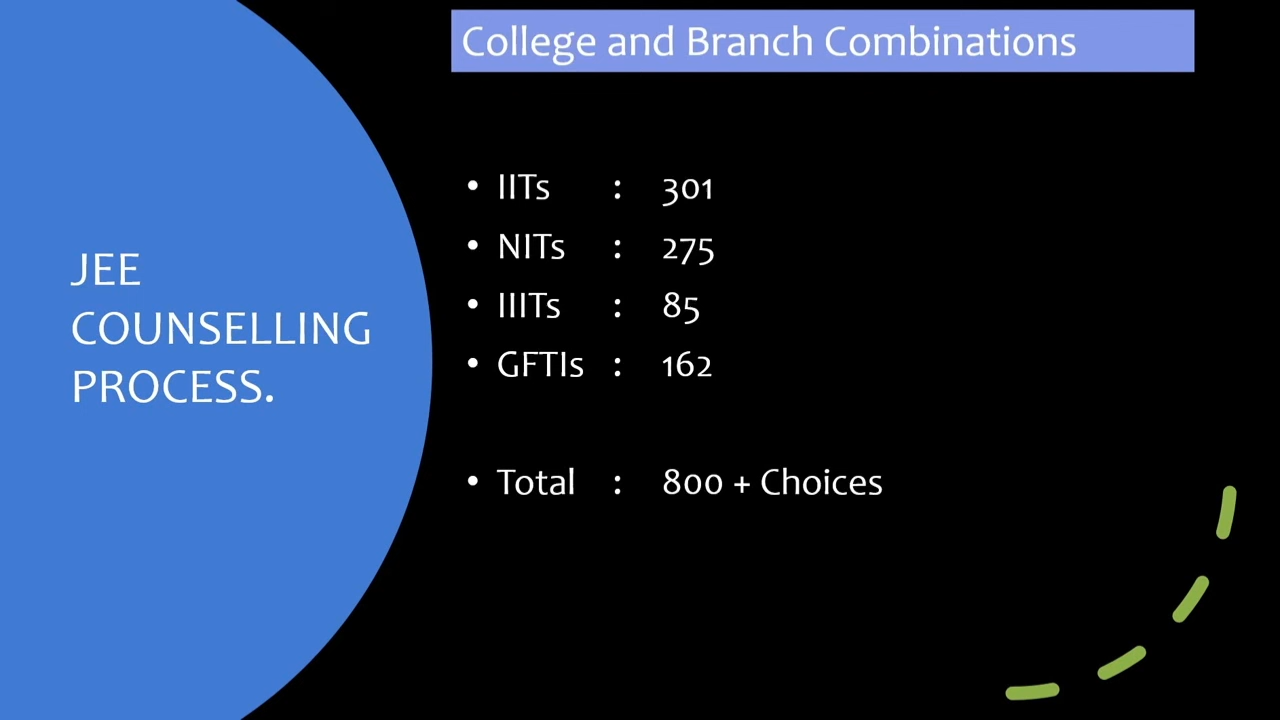 College and Branch Combinations
JEE
COUNSELLING
PROCESS.
• IITs : 301
• NITs : 275
• IIITs : 85
• GFTIs : 162
• Total : 800 + Choices